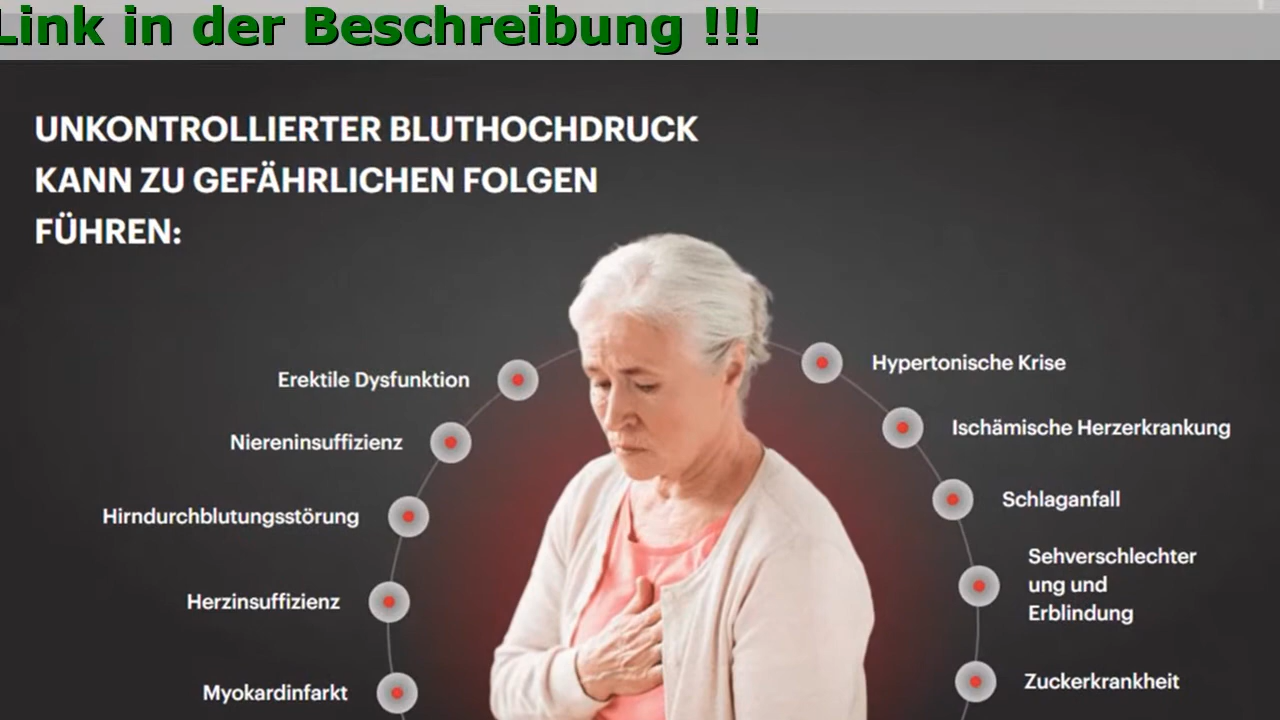 Link in der Beschreibung !!!
UNKONTROLLIERTER BLUTHOCHDRUCK
KANN ZU GEFÄHRLICHEN FOLGEN
FÜHREN:
Erektile Dysfunktion
Niereninsuffizienz
Hirndurchblutungsstörung
Herzinsuffizienz
Myokardinfarkt
Hypertonische Krise
Ischämische Herzerkrankung
Schlaganfall
Sehverschlechter
ung und
Erblindung
Zuckerkrankheit